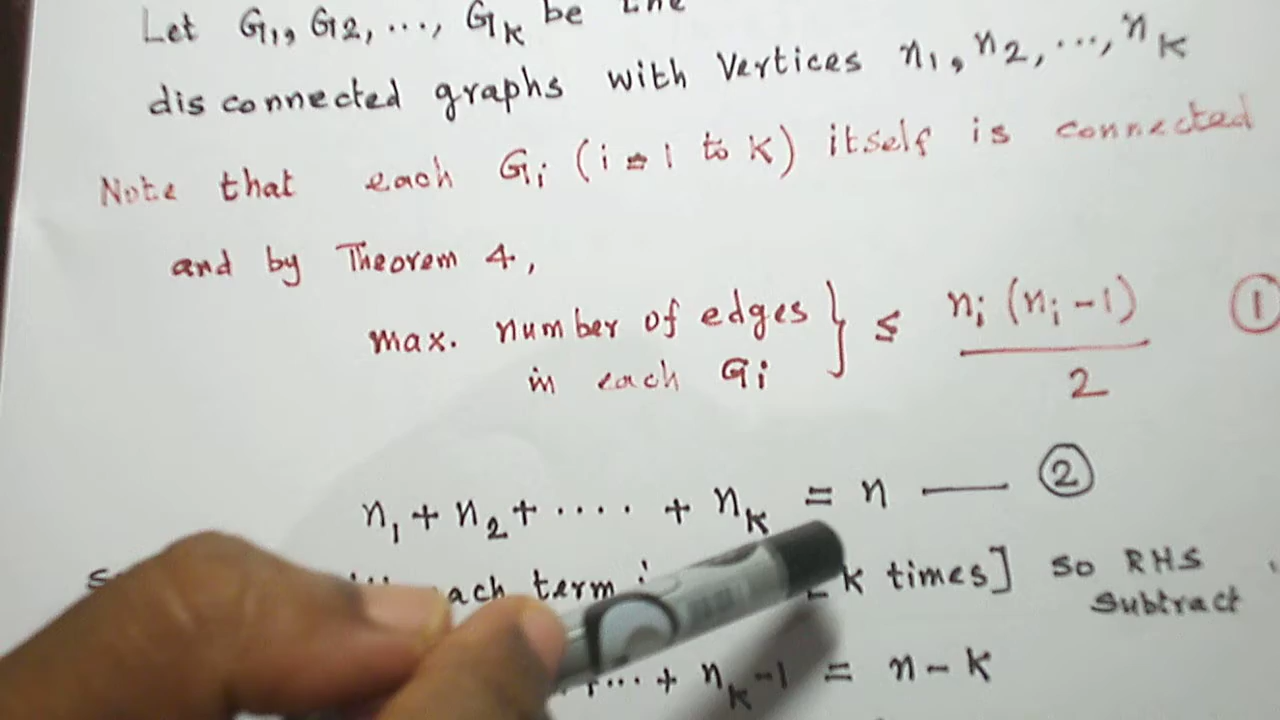 Let G1, G2, ..., Gk be the
disconnected graphs with vertices n1, n2, ..., nk
Note that each Gi (i = 1 to k) itself is connected
and by Theorem 4,
max. number of edges } ≤ ni (ni - 1) / 2 ①
in each Gi
n1 + n2 + .... + nk = n —— ②
term k times] so RHS
subtract
... + nk - 1 = n - k